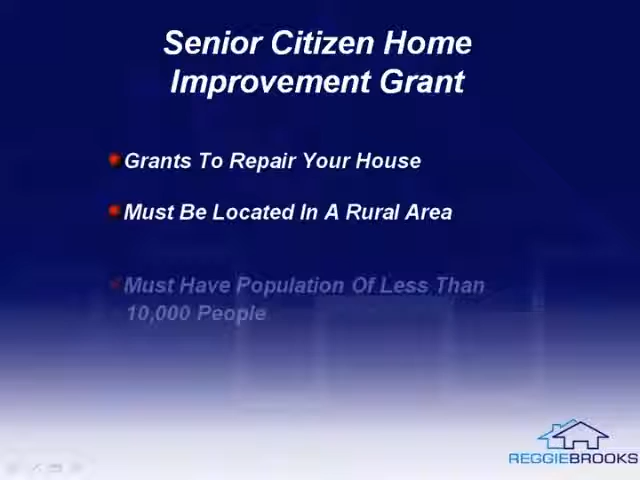 Senior Citizen Home
Improvement Grant
Grants To Repair Your House
Must Be Located In A Rural Area
Must Have Population Of Less Than
10,000 People
REGGIEBROOKS